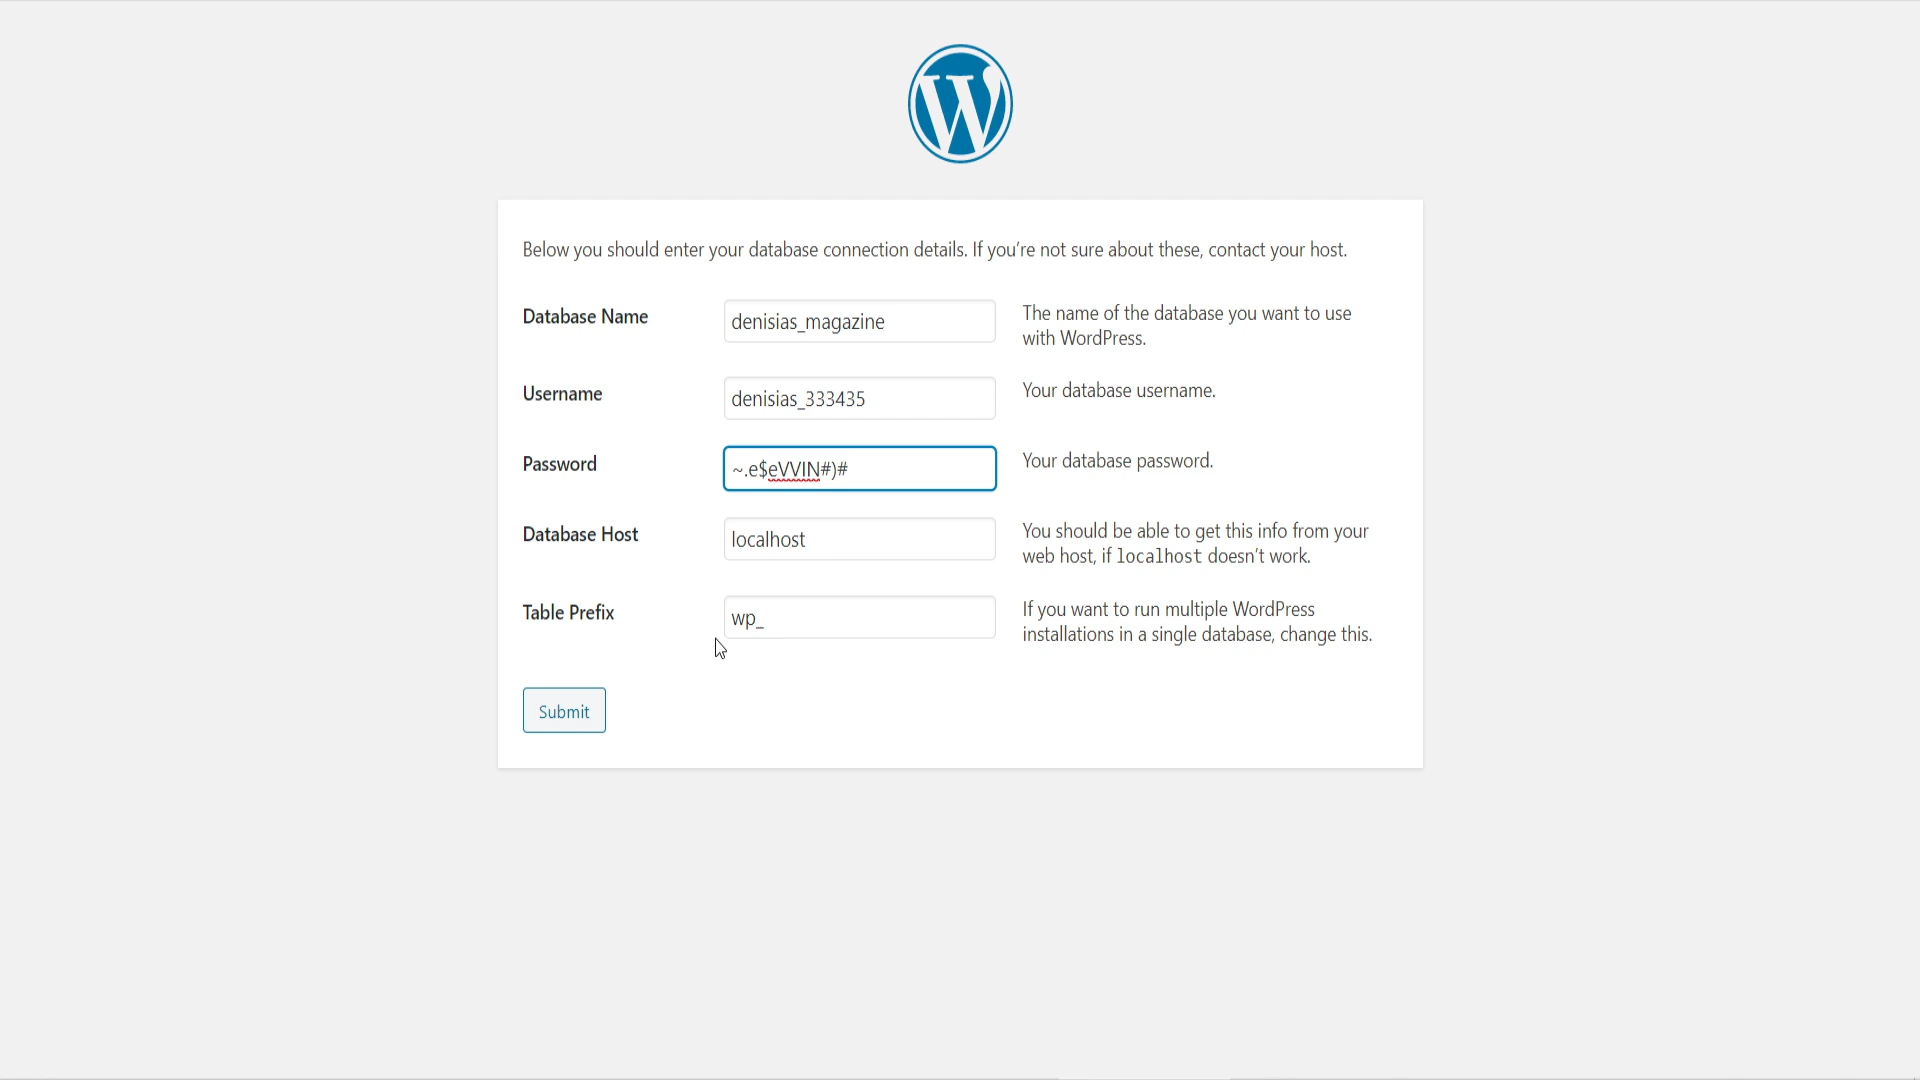 Below you should enter your database connection details. If you’re not sure about these, contact your host.
Database Name
denisias_magazine
The name of the database you want to use
with WordPress.
Username
denisias_333435
Your database username.
Password
~.e$eVVIN#)#
Your database password.
Database Host
localhost
You should be able to get this info from your
web host, if localhost doesn’t work.
Table Prefix
wp_
If you want to run multiple WordPress
installations in a single database, change this.
Submit